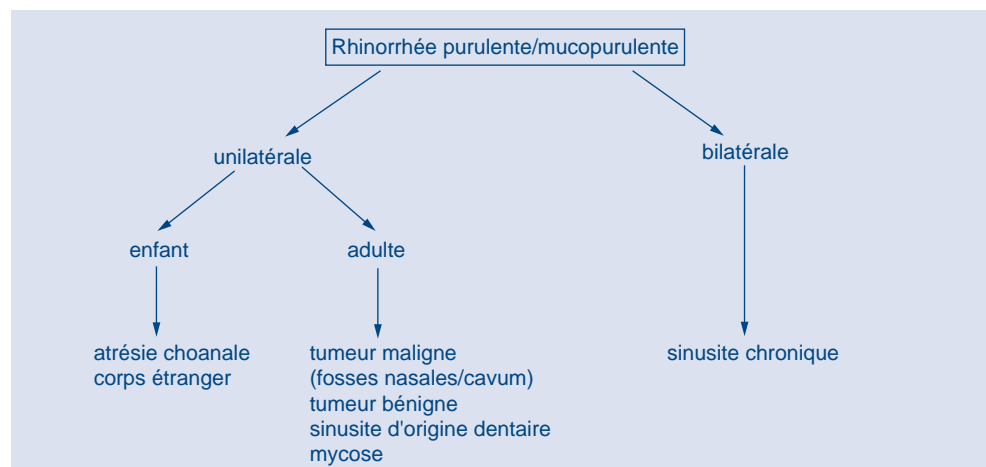 Rhinorrhée purulente/mucopurulente
unilatérale
bilatérale
enfant
adulte
atrésie choanale
corps étranger
tumeur maligne
(fosses nasales/cavum)
tumeur bénigne
sinusite d'origine dentaire
mycose
sinusite chronique